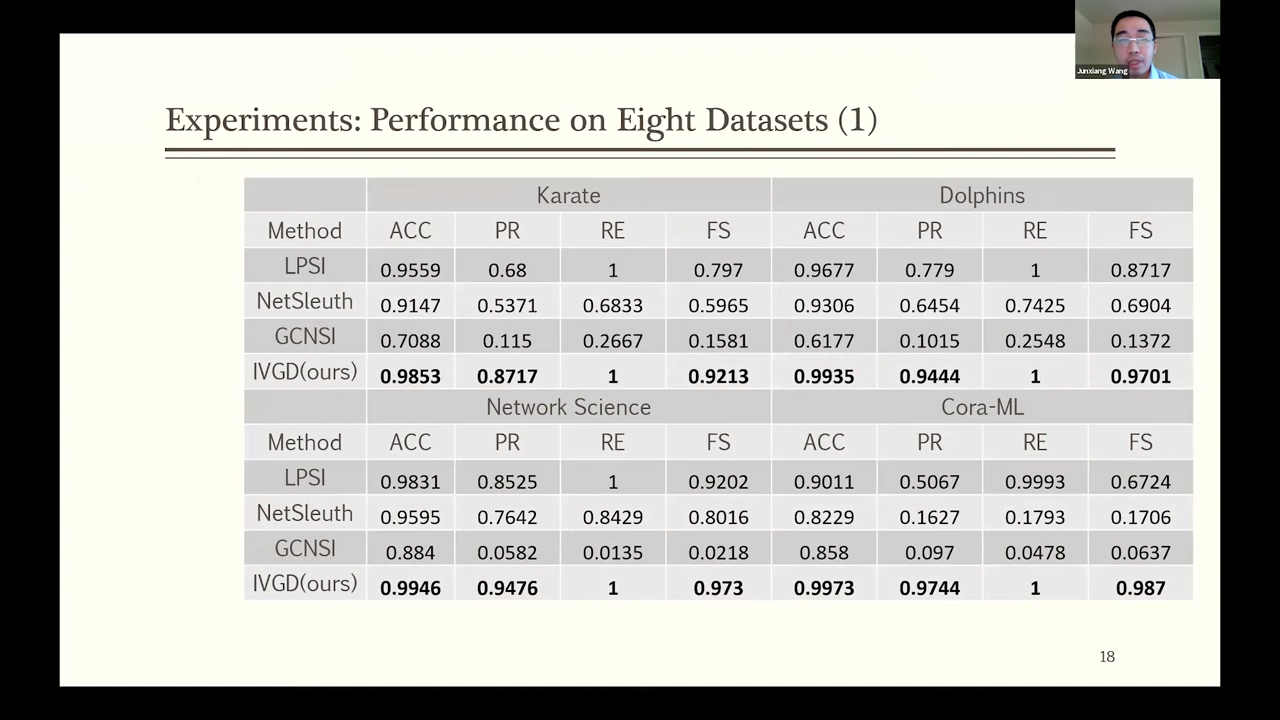 Junxiang Wang
Experiments: Performance on Eight Datasets (1)
Karate Dolphins
Method ACC PR RE FS ACC PR RE FS
LPSI 0.9559 0.68 1 0.797 0.9677 0.779 1 0.8717
NetSleuth 0.9147 0.5371 0.6833 0.5965 0.9306 0.6454 0.7425 0.6904
GCNSI 0.7088 0.115 0.2667 0.1581 0.6177 0.1015 0.2548 0.1372
IVGD(ours) 0.9853 0.8717 1 0.9213 0.9935 0.9444 1 0.9701
Network Science Cora-ML
Method ACC PR RE FS ACC PR RE FS
LPSI 0.9831 0.8525 1 0.9202 0.9011 0.5067 0.9993 0.6724
NetSleuth 0.9595 0.7642 0.8429 0.8016 0.8229 0.1627 0.1793 0.1706
GCNSI 0.884 0.0582 0.0135 0.0218 0.858 0.097 0.0478 0.0637
IVGD(ours) 0.9946 0.9476 1 0.973 0.9973 0.9744 1 0.987
18